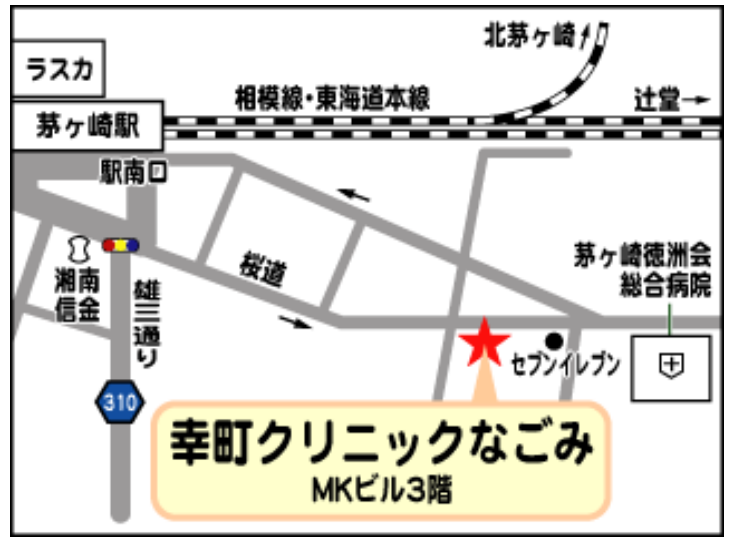 北茅ヶ崎
ラスカ
相模線・東海道本線
辻堂
茅ヶ崎駅
駅南口
桜道
湘南
信金
雄三通り
茅ヶ崎徳洲会
総合病院
セブンイレブン
310
幸町クリニックなごみ
MKビル3階